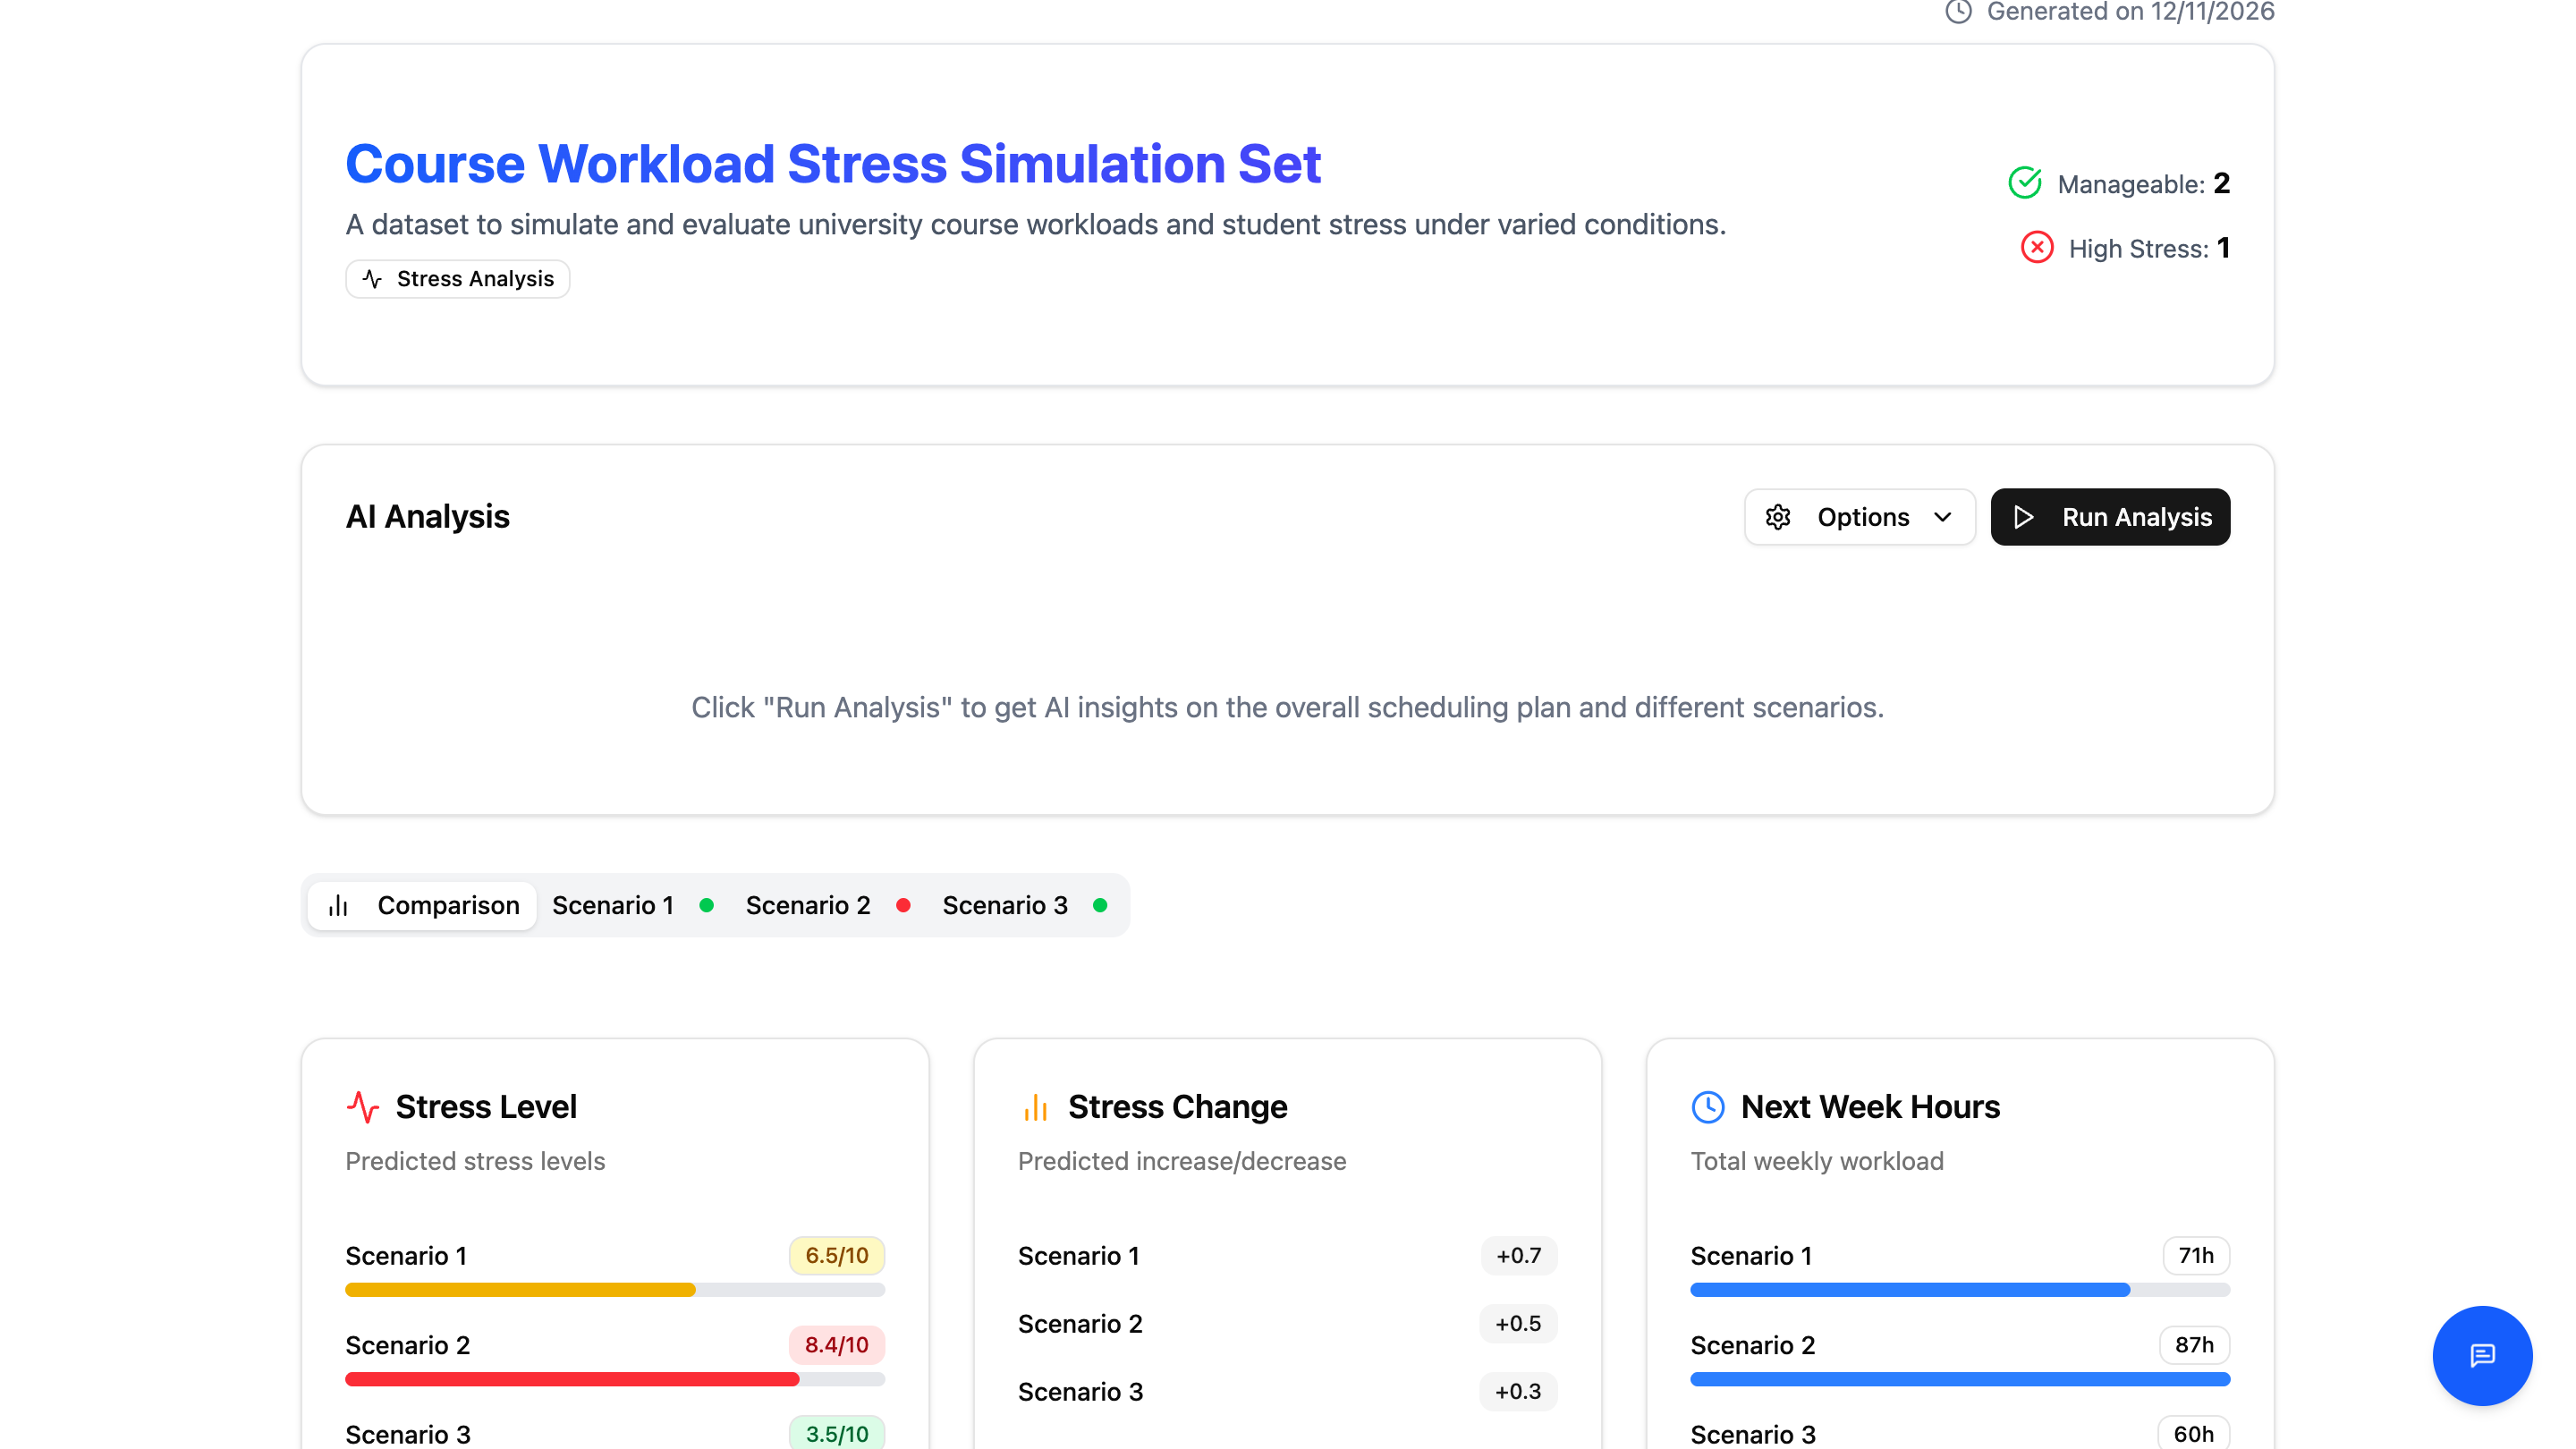 Generated on 12/11/2026
Course Workload Stress Simulation Set
A dataset to simulate and evaluate university course workloads and student stress under varied conditions.
Stress Analysis
Manageable: 2
High Stress: 1
AI Analysis
Options
Run Analysis
Click "Run Analysis" to get AI insights on the overall scheduling plan and different scenarios.
Comparison
Scenario 1
Scenario 2
Scenario 3
Stress Level
Predicted stress levels
Scenario 1 6.5/10
Scenario 2 8.4/10
Scenario 3 3.5/10
Stress Change
Predicted increase/decrease
Scenario 1 +0.7
Scenario 2 +0.5
Scenario 3 +0.3
Next Week Hours
Total weekly workload
Scenario 1 71h
Scenario 2 87h
Scenario 3 60h